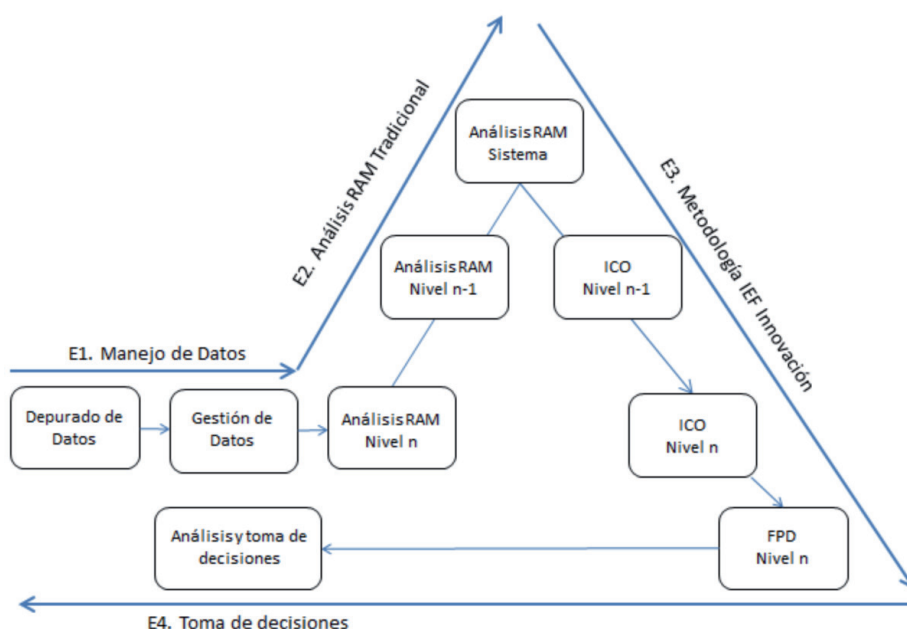 E2. Análisis RAM Tradicional
E3. Metodología IEF Innovación
Análisis RAM
Sistema
Análisis RAM
Nivel n-1
ICO
Nivel n-1
E1. Manejo de Datos
Depurado de
Datos
Gestión de
Datos
Análisis RAM
Nivel n
ICO
Nivel n
Análisis y toma de
decisiones
FPD
Nivel n
E4. Toma de decisiones